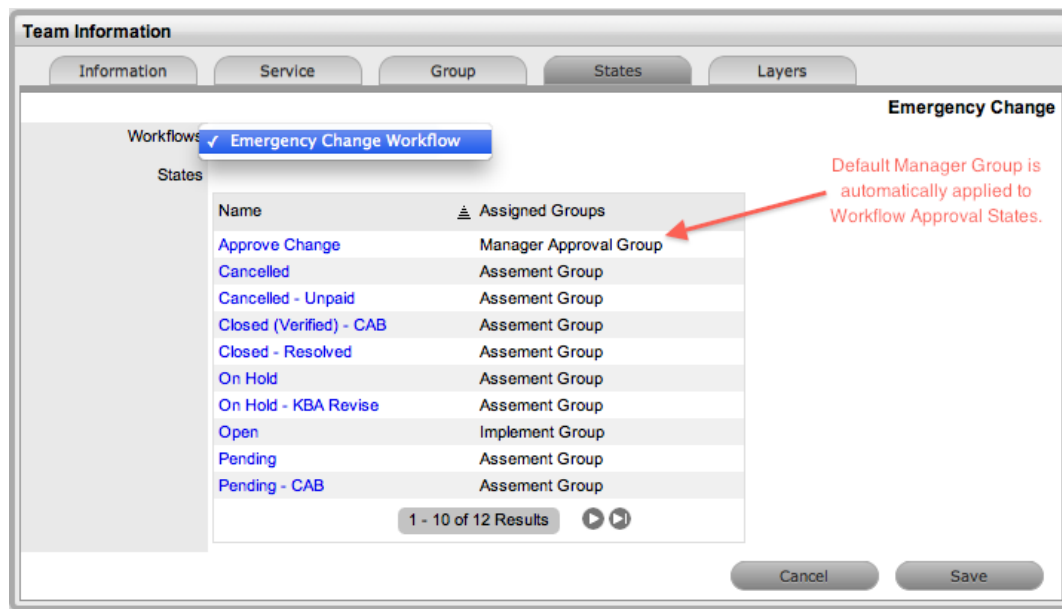 Team Information
Information Service Group States Layers
Emergency Change
Workflows ✓ Emergency Change Workflow
States
Default Manager Group is
automatically applied to
Workflow Approval States.
Name Assigned Groups
Approve Change Manager Approval Group
Cancelled Assement Group
Cancelled - Unpaid Assement Group
Closed (Verified) - CAB Assement Group
Closed - Resolved Assement Group
On Hold Assement Group
On Hold - KBA Revise Assement Group
Open Implement Group
Pending Assement Group
Pending - CAB Assement Group
1 - 10 of 12 Results
Cancel Save